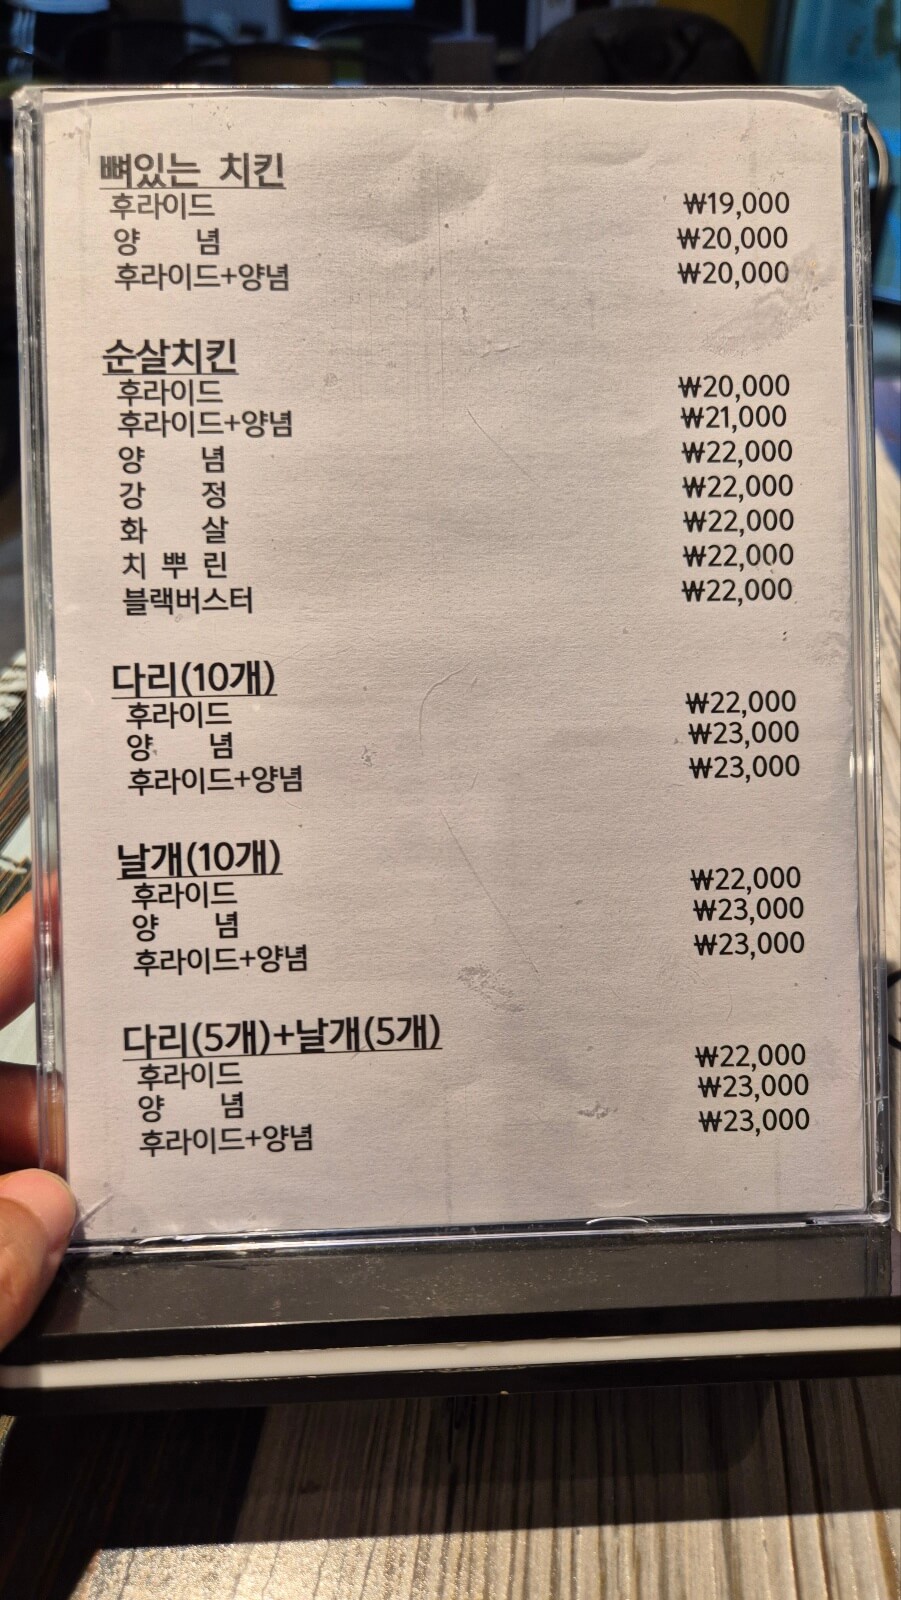 뼈있는 치킨
후라이드 ₩19,000
양 념 ₩20,000
후라이드+양념 ₩20,000
순살치킨
후라이드 ₩20,000
후라이드+양념 ₩21,000
양 념 ₩22,000
강 정 ₩22,000
화 살 ₩22,000
치 뿌 린 ₩22,000
블랙버스터 ₩22,000
다리(10개)
후라이드 ₩22,000
양 념 ₩23,000
후라이드+양념 ₩23,000
날개(10개)
후라이드 ₩22,000
양 념 ₩23,000
후라이드+양념 ₩23,000
다리(5개)+날개(5개)
후라이드 ₩22,000
양 념 ₩23,000
후라이드+양념 ₩23,000